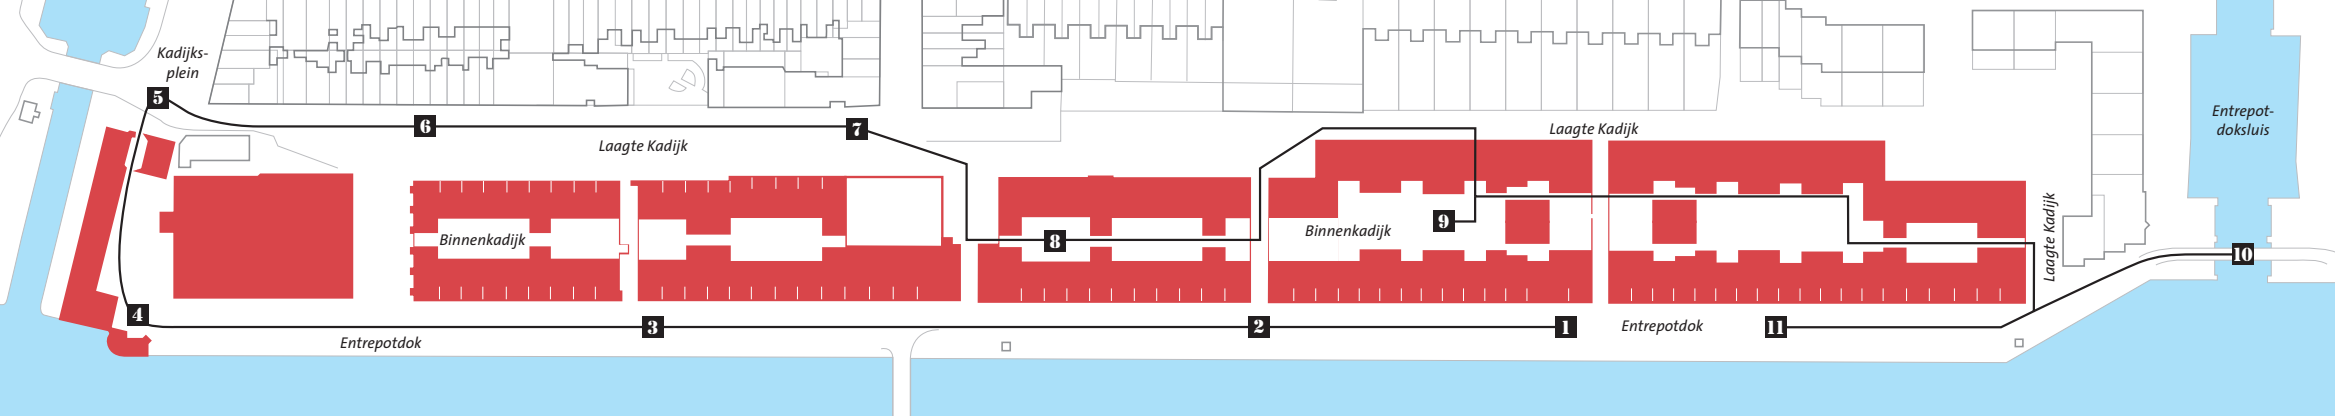 Kadijks-
plein
5
6
7
Laagte Kadijk
Laagte Kadijk
Entrepot-
doksluis
Binnenkadijk
8
Binnenkadijk
9
Laagte Kadijk
10
4
3
2
1
Entrepotdok
11
Entrepotdok